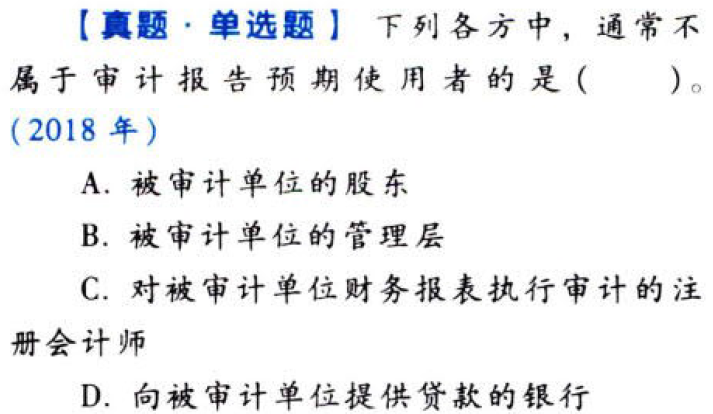 【真题·单选题】 下列各方中，通常不
属于审计报告预期使用者的是(  )。
(2018 年)
A. 被审计单位的股东
B. 被审计单位的管理层
C. 对被审计单位财务报表执行审计的注
册会计师
D. 向被审计单位提供贷款的银行